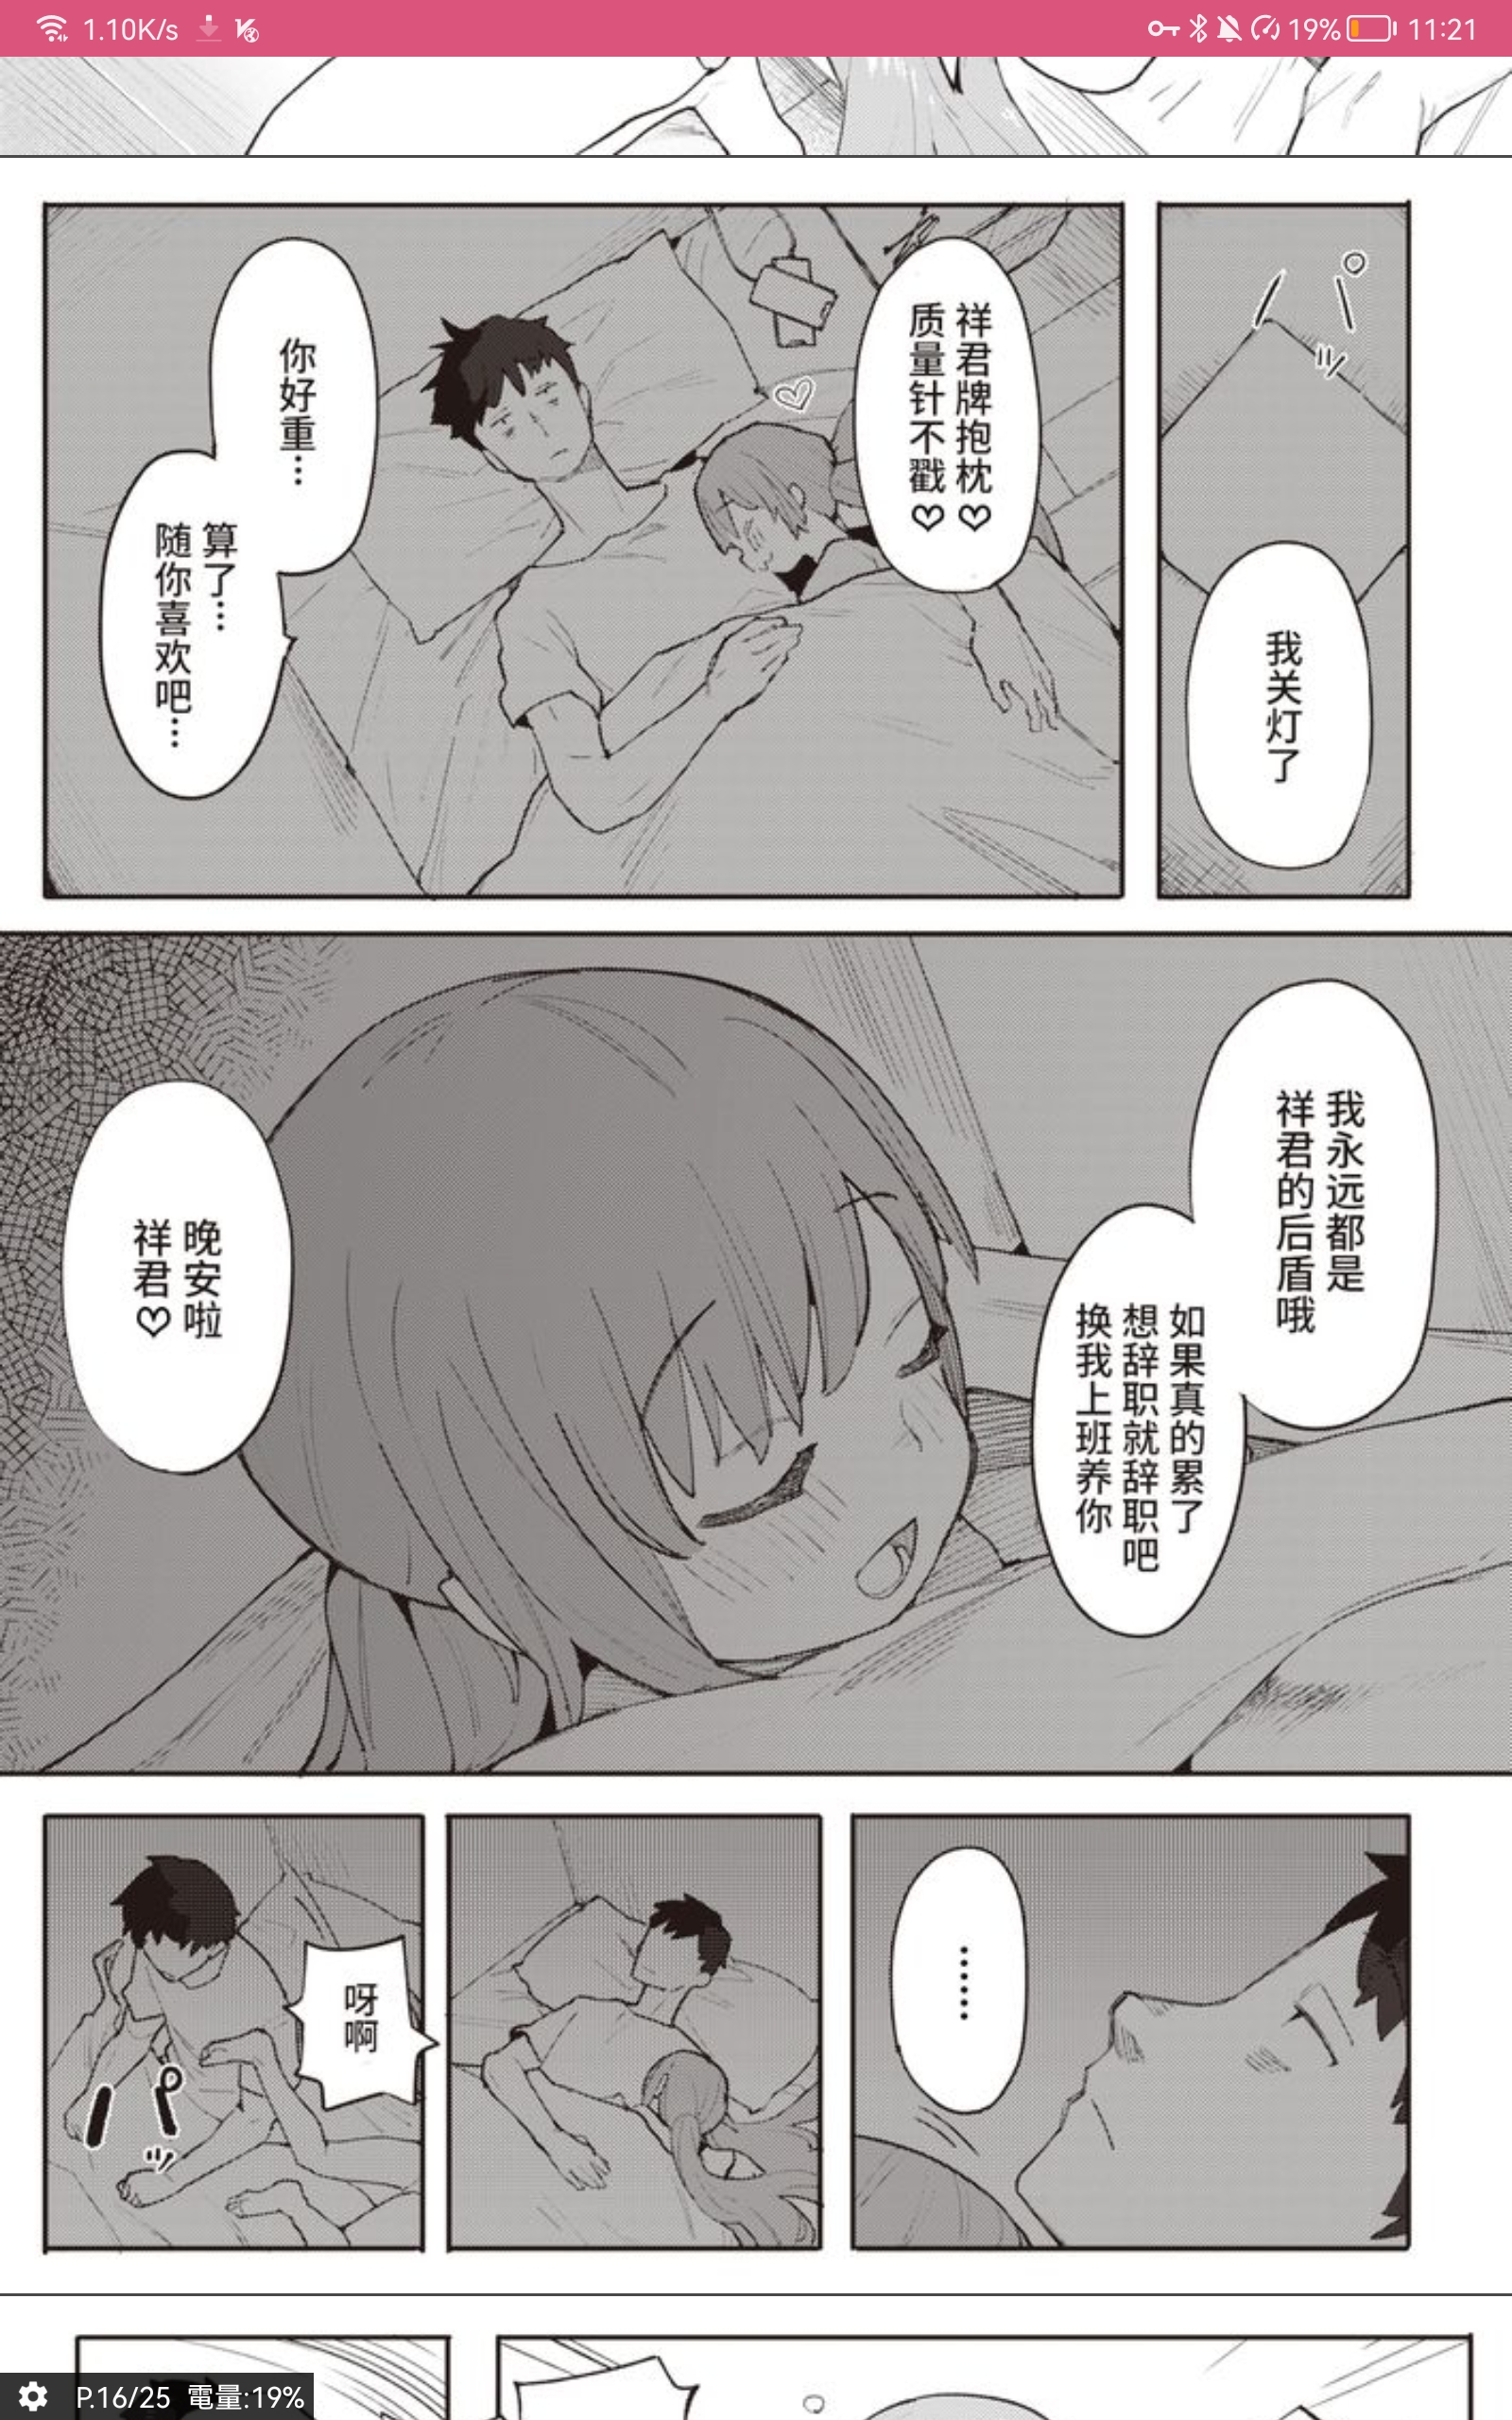 1.10K/s
19%
11:21
パッ
我关灯了
祥君牌抱枕♡
质量针不戳♡
你好重…
算了…
随你喜欢吧…
我永远都是
祥君的后盾哦
如果真的累了
想辞职就辞职吧
换我上班养你
晚安啦
祥君♡
……
呀啊
パッ
P.16/25 電量:19%